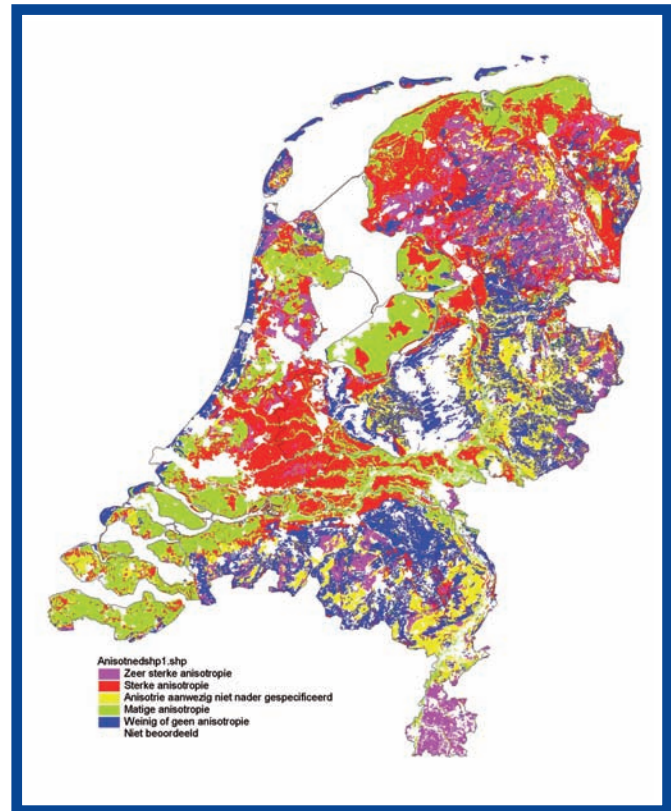 Anisotnedshp1.shp
Zeer sterke anisotropie
Sterke anisotropie
Anisotrie aanwezig niet nader gespecificeerd
Matige anisotropie
Weinig of geen anisotropie
Niet beoordeeld